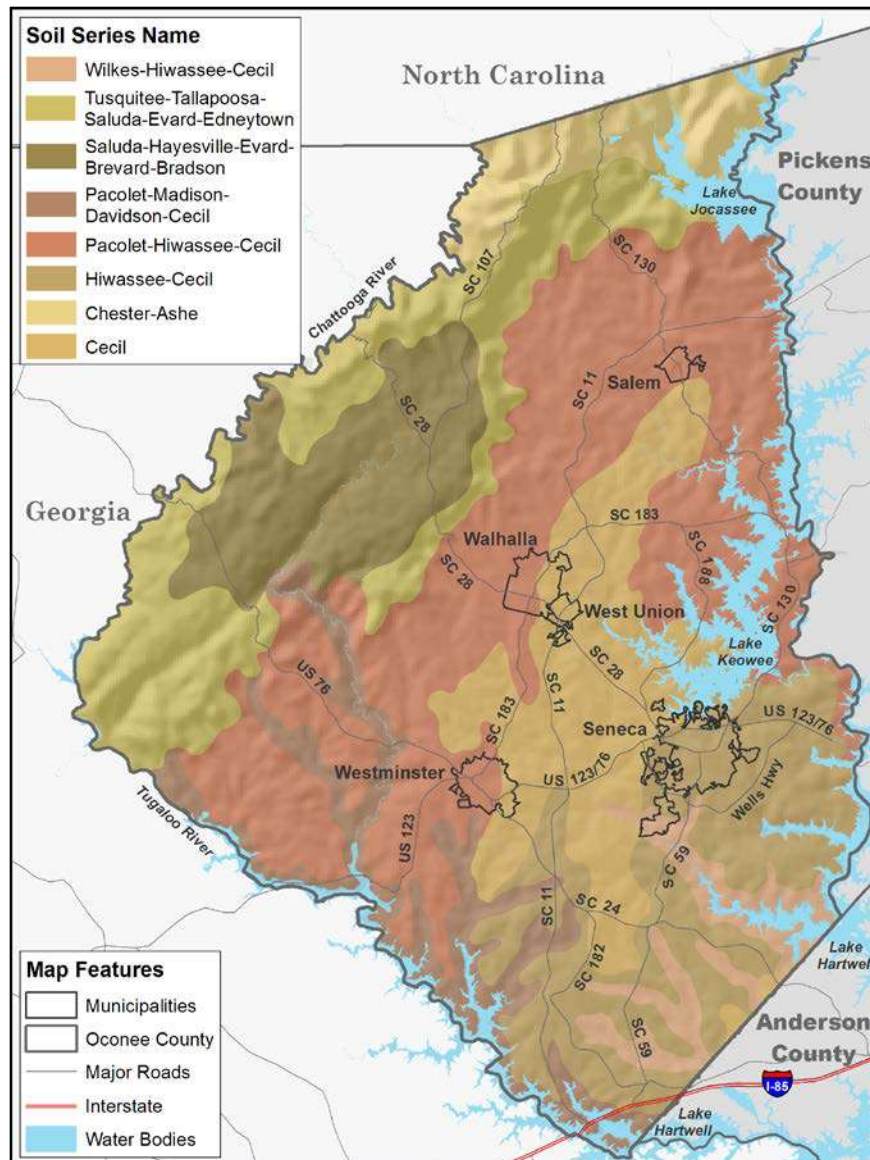 Soil Series Name
Wilkes-Hiwassee-Cecil
Tusquitee-Tallapoosa-
Saluda-Evard-Edneytown
Saluda-Hayesville-Evard-
Brevard-Bradson
Pacolet-Madison-
Davidson-Cecil
Pacolet-Hiwassee-Cecil
Hiwassee-Cecil
Chester-Ashe
Cecil
North Carolina
Pickens
County
Lake
Jocassee
SC 107
SC 130
Chattooga River
Salem
SC 11
SC 28
Georgia
SC 183
Walhalla
SC 188
SC 28
West Union
SC 130
Lake
Keowee
SC 28
US 76
SC 11
SC 183
Seneca
US 123/76
Westminster
US 123/76
Wells Hwy
Tugaloo River
US 123
SC 59
SC 11
SC 24
SC 182
Lake
Hartwell
SC 59
Anderson
County
I-85
Lake
Hartwell
Map Features
Municipalities
Oconee County
Major Roads
Interstate
Water Bodies